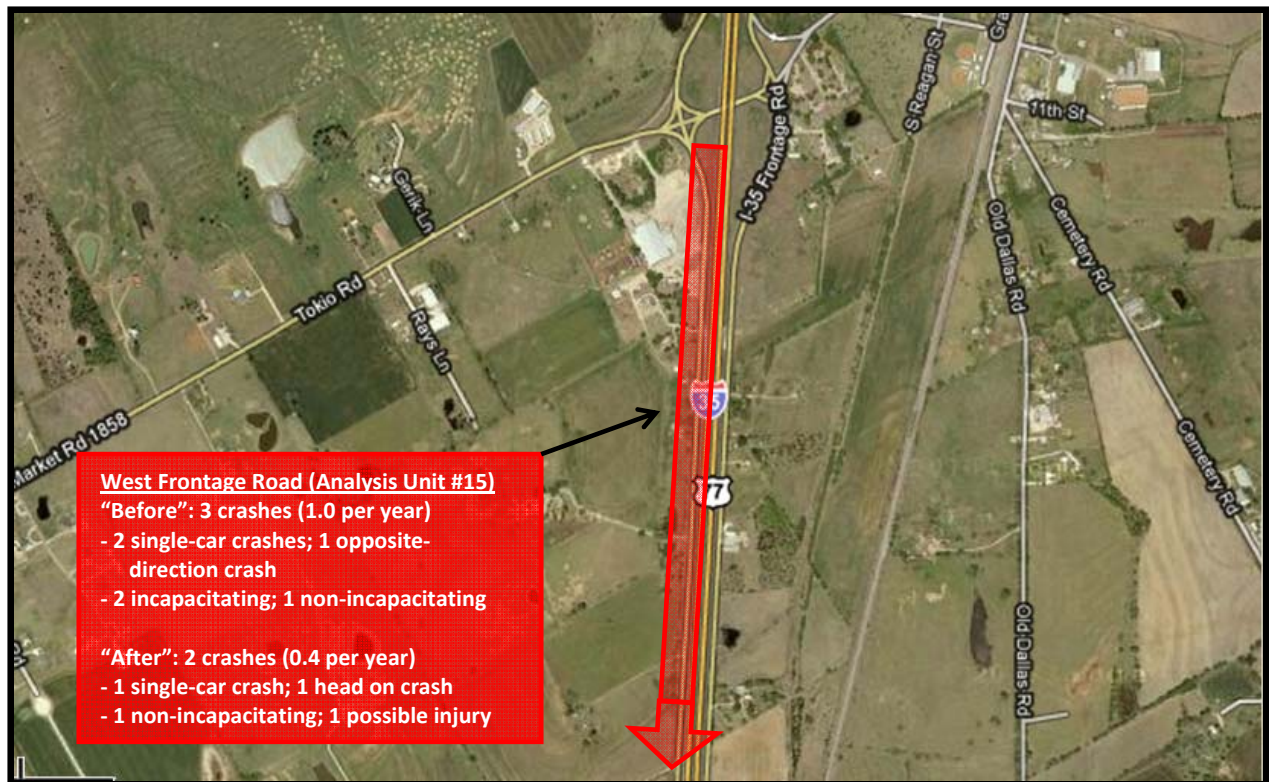 S Reagan St
Gra
11th St
I-35 Frontage Rd
Gerik Ln
Tokio Rd
Rays Ln
Old Dallas Rd
Cemetery Rd
35
77
Market Rd 1858
Cemetery Rd
Old Dallas Rd
Rd
West Frontage Road (Analysis Unit #15)
“Before”: 3 crashes (1.0 per year)
- 2 single-car crashes; 1 opposite-
direction crash
- 2 incapacitating; 1 non-incapacitating
“After”: 2 crashes (0.4 per year)
- 1 single-car crash; 1 head on crash
- 1 non-incapacitating; 1 possible injury